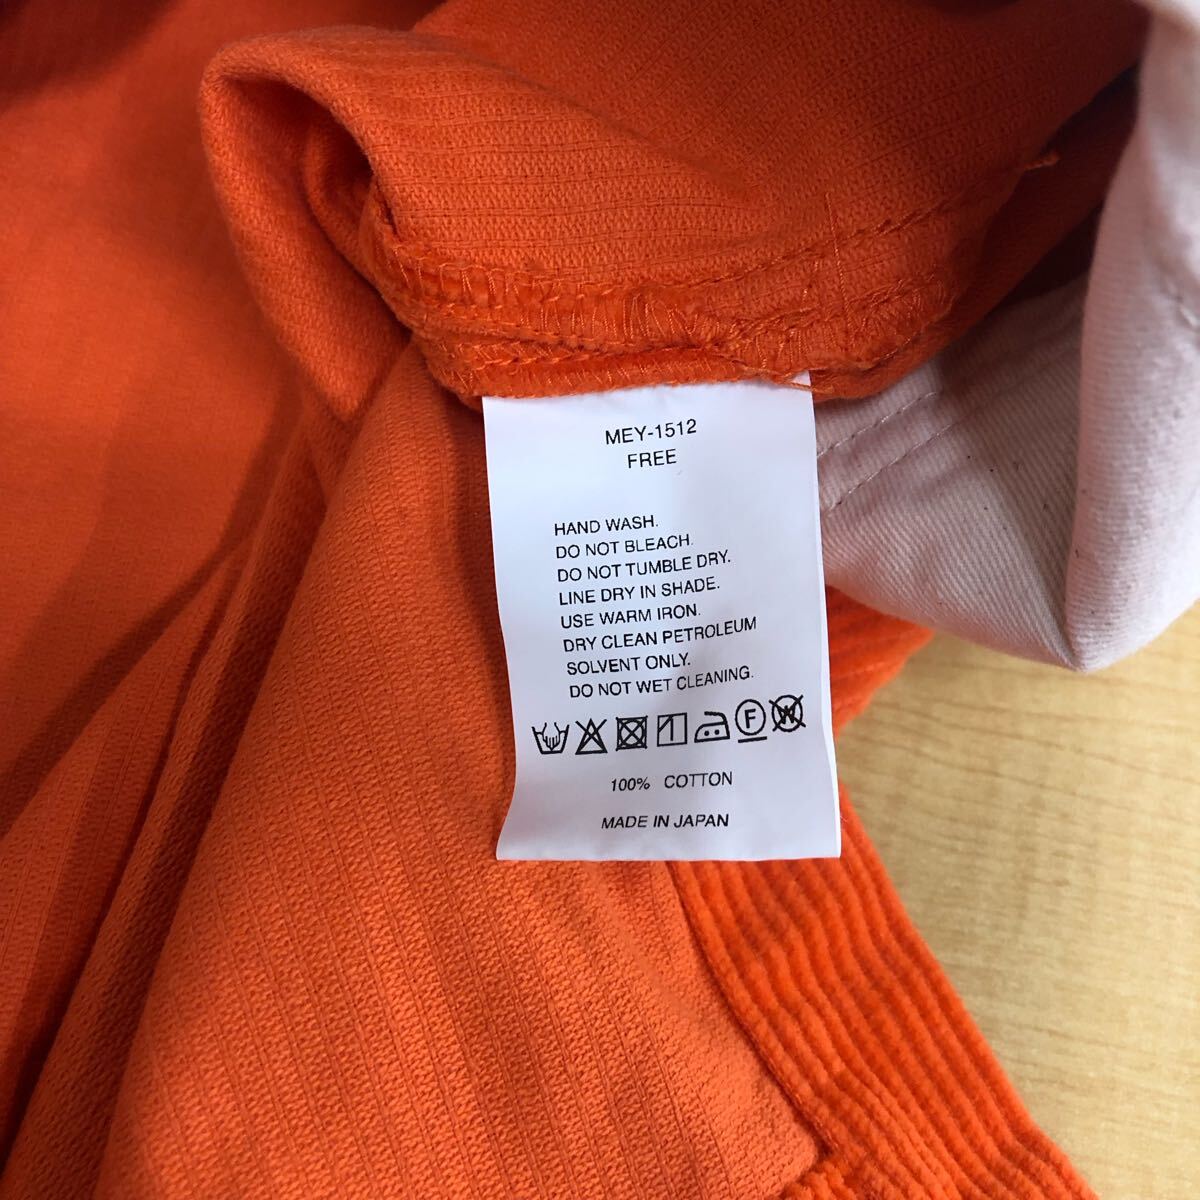 MEY-1512
FREE
HAND WASH.
DO NOT BLEACH.
DO NOT TUMBLE DRY.
LINE DRY IN SHADE.
USE WARM IRON.
DRY CLEAN PETROLEUM
SOLVENT ONLY.
DO NOT WET CLEANING.
F W
100% COTTON
MADE IN JAPAN